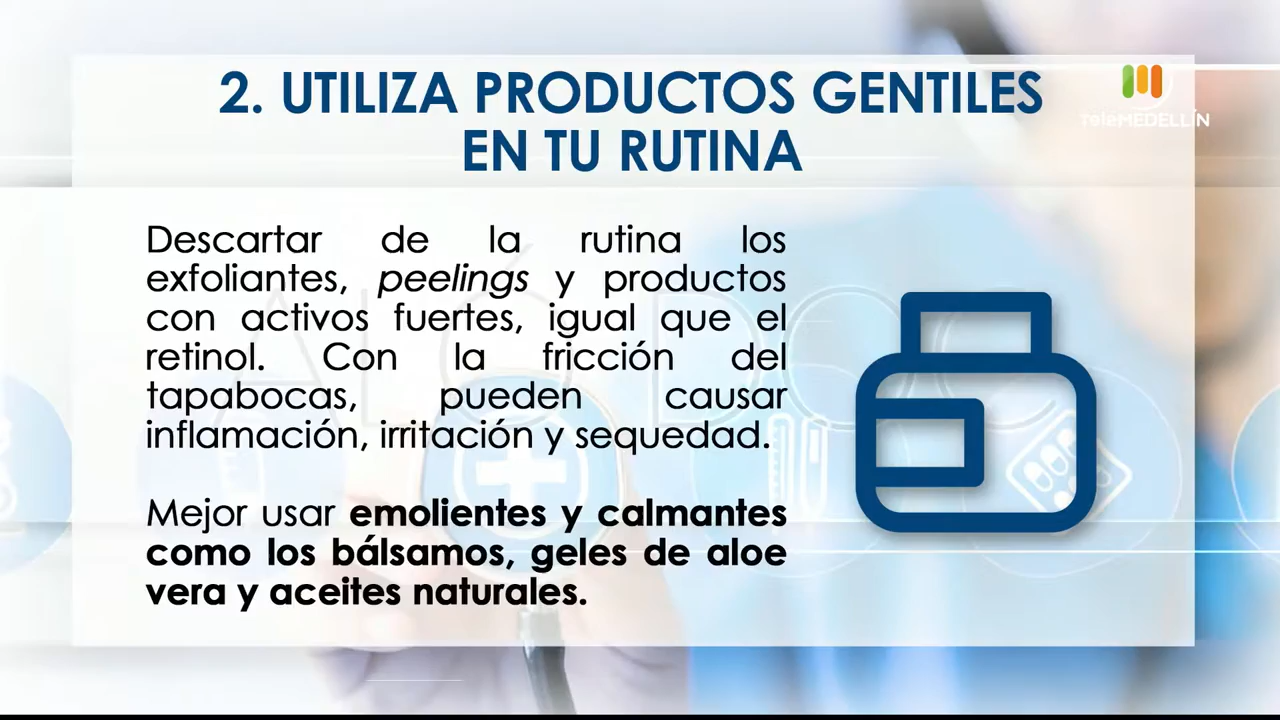 2. UTILIZA PRODUCTOS GENTILES
EN TU RUTINA
TeleMEDELLÍN
Descartar de la rutina los
exfoliantes, peelings y productos
con activos fuertes, igual que el
retinol. Con la fricción del
tapabocas, pueden causar
inflamación, irritación y sequedad.
Mejor usar emolientes y calmantes
como los bálsamos, geles de aloe
vera y aceites naturales.